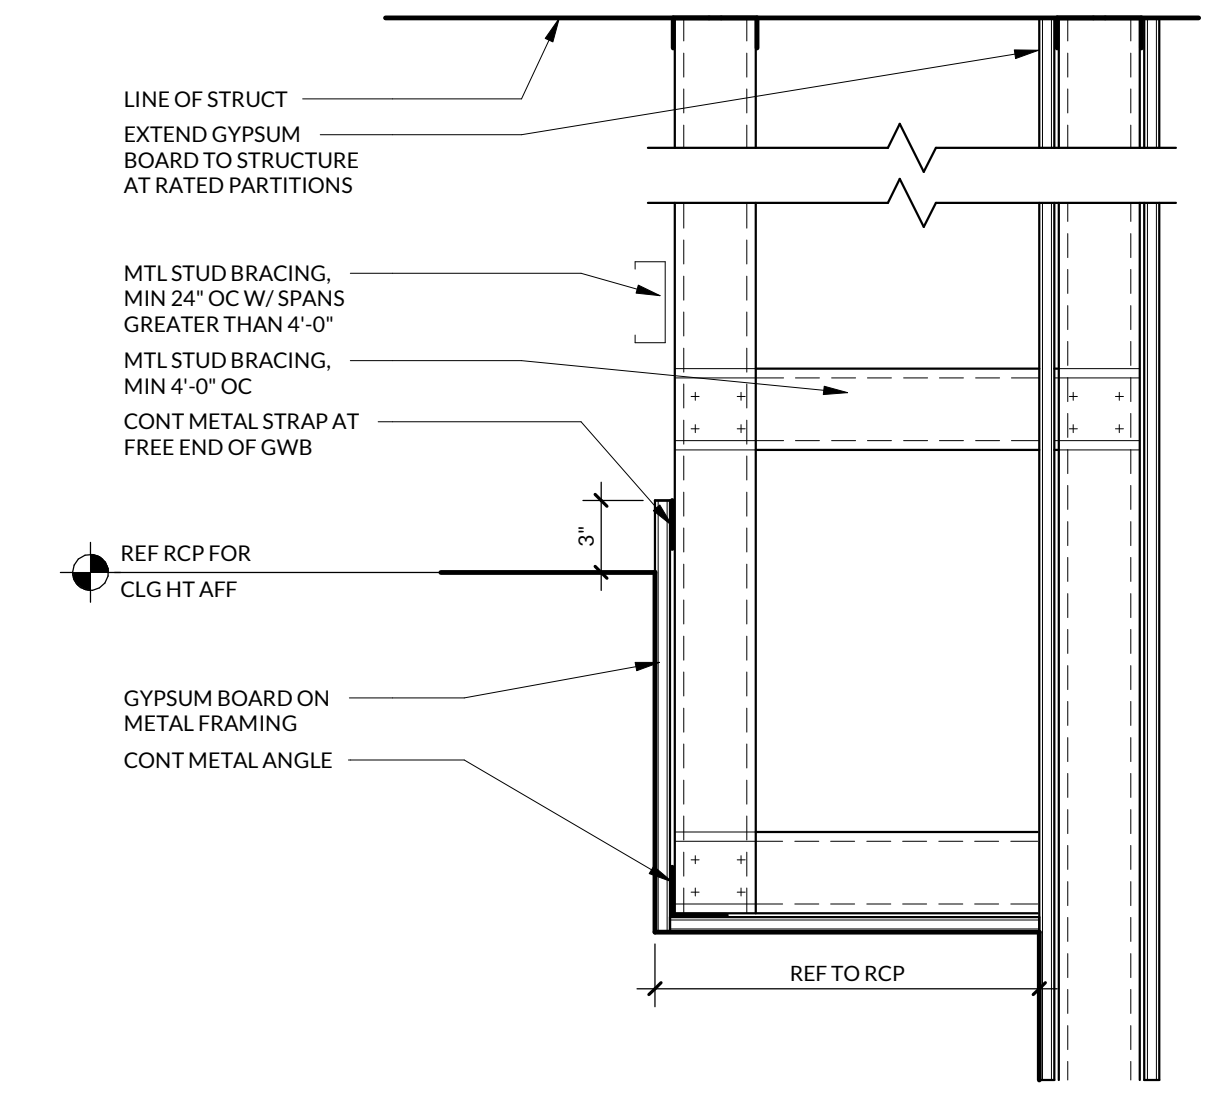 LINE OF STRUCT
EXTEND GYPSUM
BOARD TO STRUCTURE
AT RATED PARTITIONS
MTL STUD BRACING,
MIN 24" OC W/ SPANS
GREATER THAN 4'-0"
MTL STUD BRACING,
MIN 4'-0" OC
CONT METAL STRAP AT
FREE END OF GWB
3"
REF RCP FOR
CLG HT AFF
GYPSUM BOARD ON
METAL FRAMING
CONT METAL ANGLE
REF TO RCP